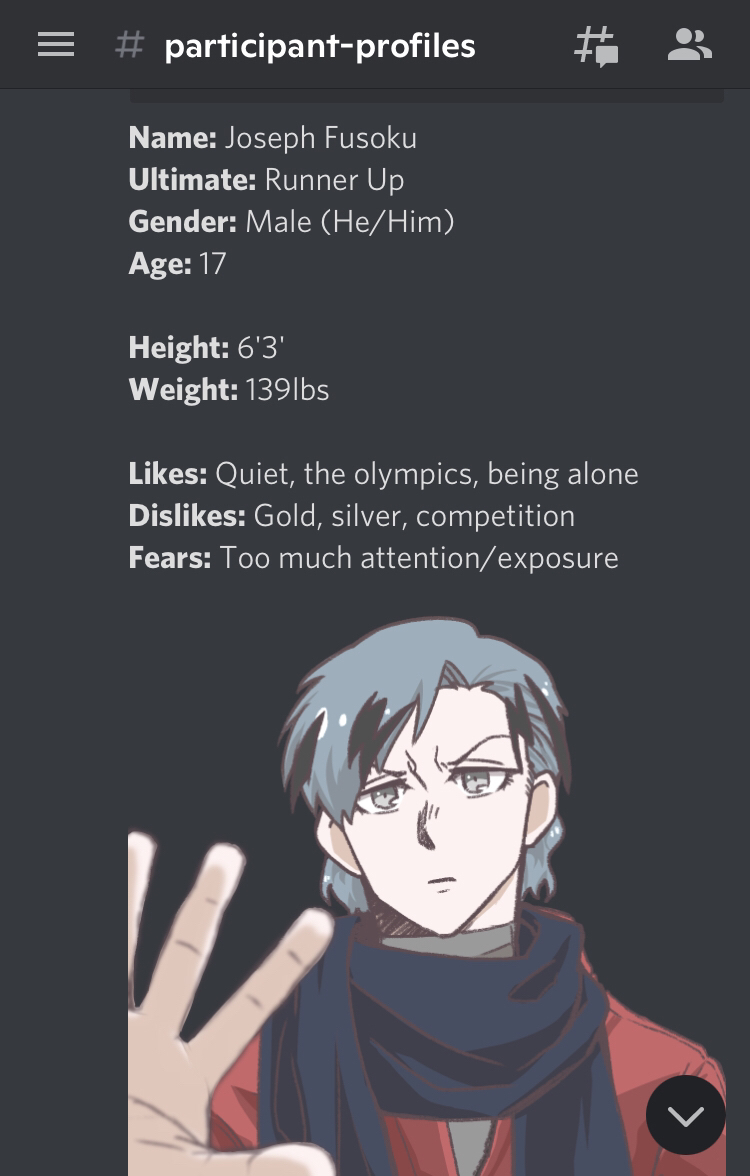 # participant-profiles
Name: Joseph Fusoku
Ultimate: Runner Up
Gender: Male (He/Him)
Age: 17
Height: 6'3'
Weight: 139lbs
Likes: Quiet, the olympics, being alone
Dislikes: Gold, silver, competition
Fears: Too much attention/exposure